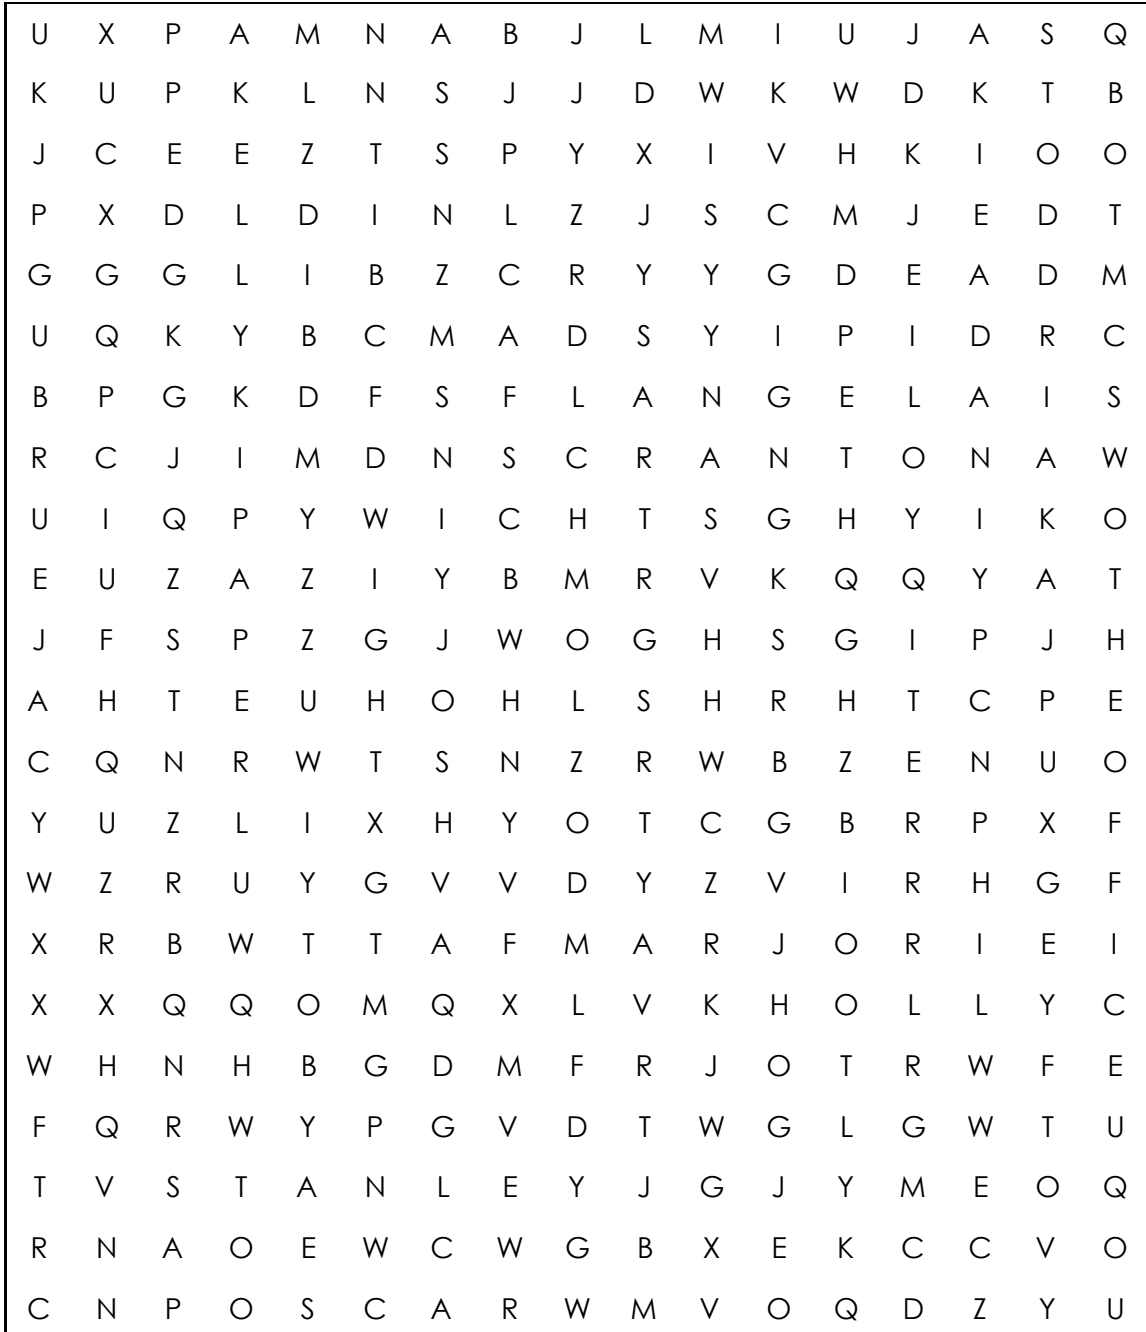 U X P A M N A B J L M I U J A S Q
K U P K L N S J J D W K W D K T B
J C E E Z T S P Y X I V H K I O O
P X D L D I N L Z J S C M J E D T
G G G L I B Z C R Y Y G D E A D M
U Q K Y B C M A D S Y I P I D R C
B P G K D F S F L A N G E L A I S
R C J I M D N S C R A N T O N A W
U I Q P Y W I C H T S G H Y I K O
E U Z A Z I Y B M R V K Q Q Y A T
J F S P Z G J W O G H S G I P J H
A H T E U H O H L S H R H T C P E
C Q N R W T S N Z R W B Z E N U O
Y U Z L I X H Y O T C G B R P X F
W Z R U Y G V V D Y Z V I R H G F
X R B W T T A F M A R J O R I E I
X X Q Q O M Q X L V K H O L L Y C
W H N H B G D M F R J O T R W F E
F Q R W Y P G V D T W G L G W T U
T V S T A N L E Y J G J Y M E O Q
R N A O E W C W G B X E K C C V O
C N P O S C A R W M V O Q D Z Y U